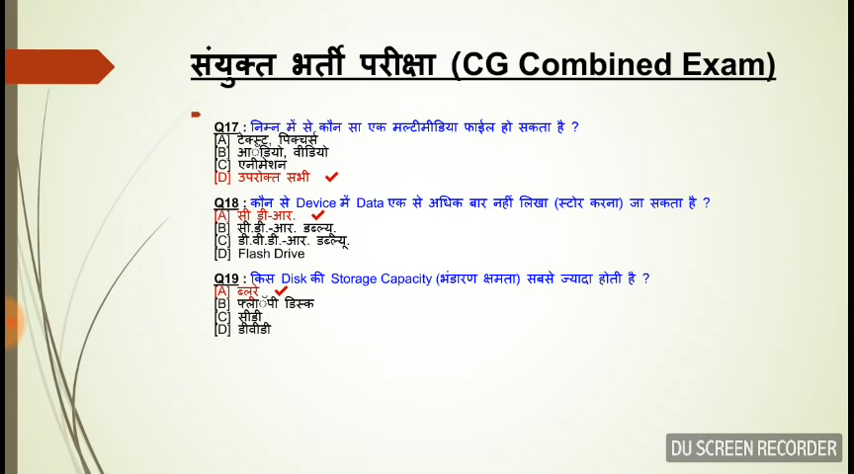 संयुक्त भर्ती परीक्षा (CG Combined Exam)
Q17 : निम्न में से कौन सा एक मल्टीमीडिया फाईल हो सकता है ?
[A] टेक्स्ट, पिक्चर्स
[B] आॅडियो, वीडियो
[C] एनीमेशन
[D] उपरोक्त सभी ✓
Q18 : कौन से Device में Data एक से अधिक बार नहीं लिखा (स्टोर करना) जा सकता है ?
[A] सी डी-आर. ✓
[B] सी.डी.-आर. डब्ल्यू.
[C] डी.वी.डी.-आर. डब्ल्यू.
[D] Flash Drive
Q19 : किस Disk की Storage Capacity (भंडारण क्षमता) सबसे ज्यादा होती है ?
[A] ब्लूरे ✓
[B] फ्लाॅपी डिस्क
[C] सीडी
[D] डीवीडी
DU SCREEN RECORDER